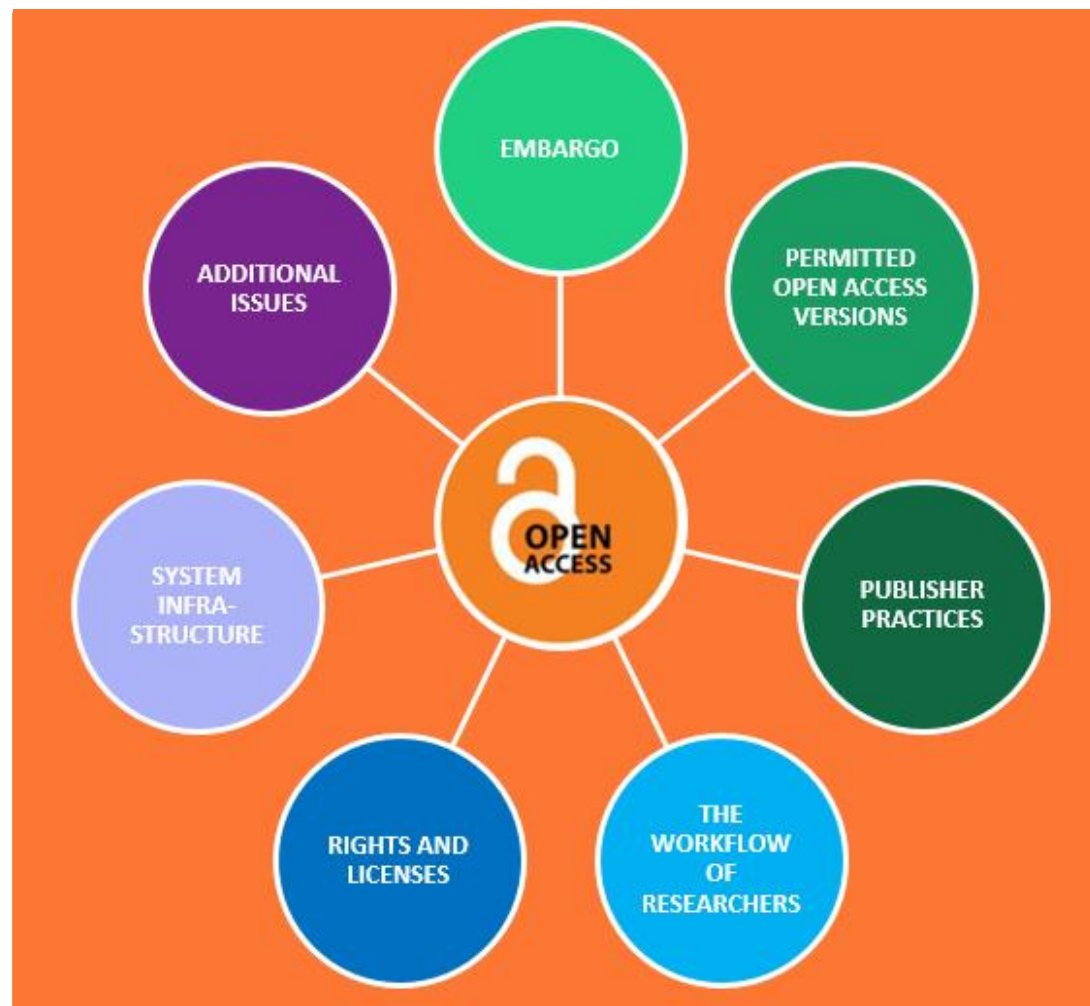 EMBARGO
PERMITTED
OPEN ACCESS
VERSIONS
ADDITIONAL
ISSUES
OPEN
ACCESS
SYSTEM
INFRA-
STRUCTURE
PUBLISHER
PRACTICES
RIGHTS AND
LICENSES
THE
WORKFLOW
OF
RESEARCHERS